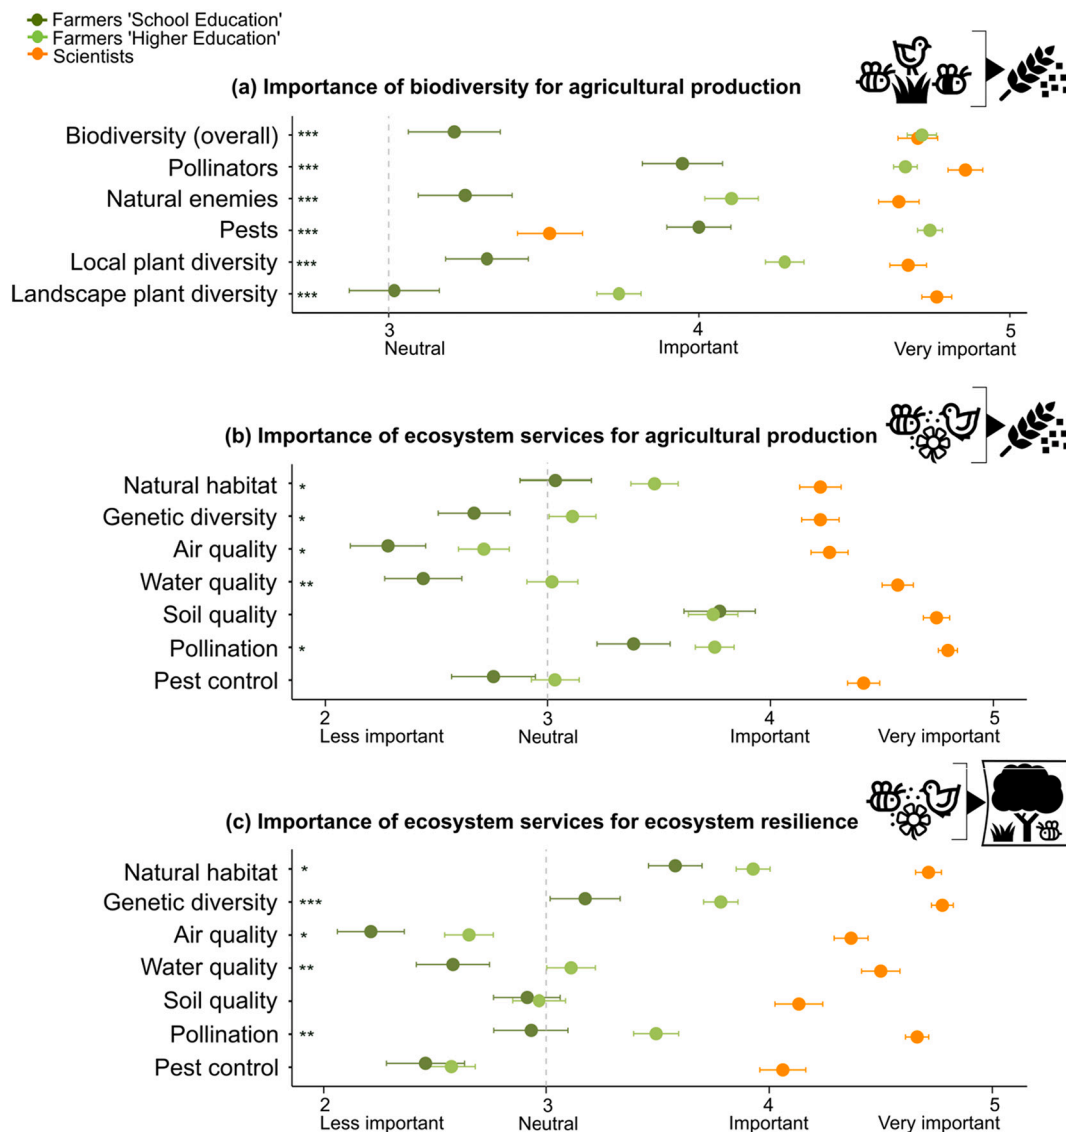 Farmers 'School Education'
Farmers 'Higher Education'
Scientists
(a) Importance of biodiversity for agricultural production
Biodiversity (overall) ***
Pollinators ***
Natural enemies ***
Pests ***
Local plant diversity ***
Landscape plant diversity ***
3 4 5
Neutral Important Very important
(b) Importance of ecosystem services for agricultural production
Natural habitat *
Genetic diversity *
Air quality *
Water quality **
Soil quality
Pollination *
Pest control
2 3 4 5
Less important Neutral Important Very important
(c) Importance of ecosystem services for ecosystem resilience
Natural habitat *
Genetic diversity ***
Air quality *
Water quality **
Soil quality
Pollination **
Pest control
2 3 4 5
Less important Neutral Important Very important